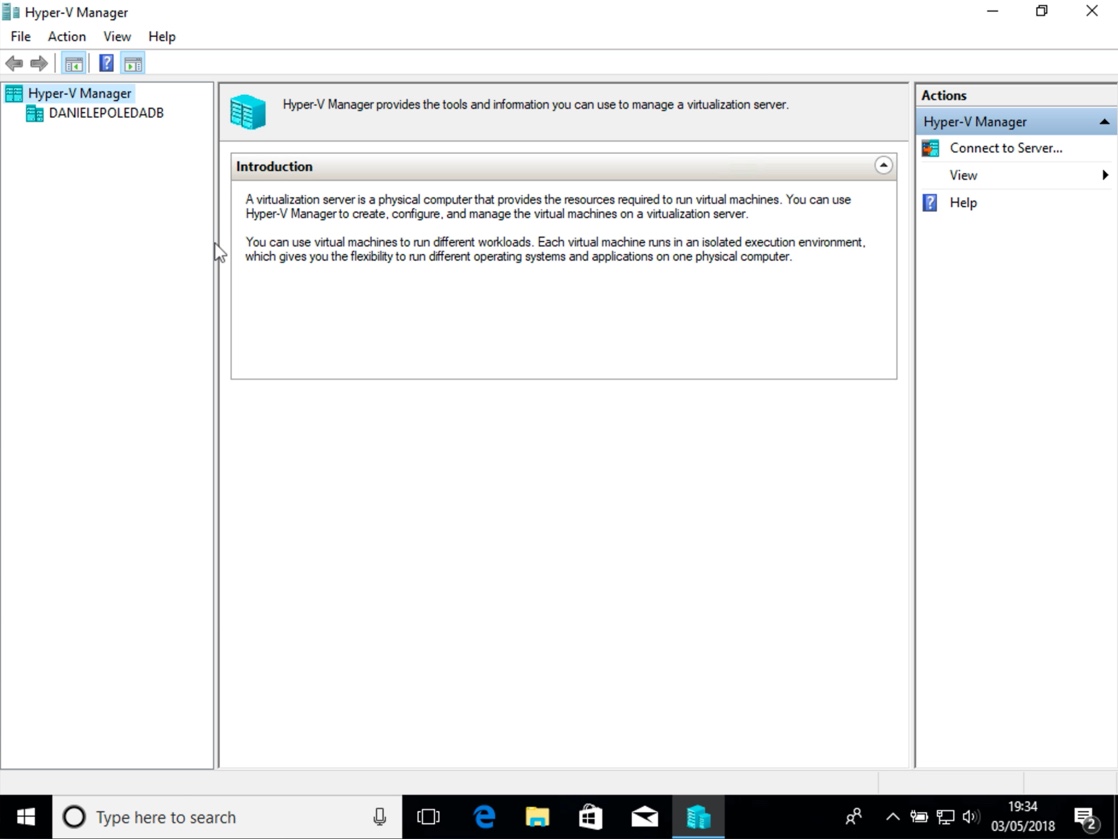 Hyper-V Manager
File Action View Help
Hyper-V Manager
DANIELEPOLEDADB
Hyper-V Manager provides the tools and information you can use to manage a virtualization server.
Introduction
A virtualization server is a physical computer that provides the resources required to run virtual machines. You can use
Hyper-V Manager to create, configure, and manage the virtual machines on a virtualization server.
You can use virtual machines to run different workloads. Each virtual machine runs in an isolated execution environment,
which gives you the flexibility to run different operating systems and applications on one physical computer.
Actions
Hyper-V Manager
Connect to Server...
View
Help
Type here to search
19:34
03/05/2018
2